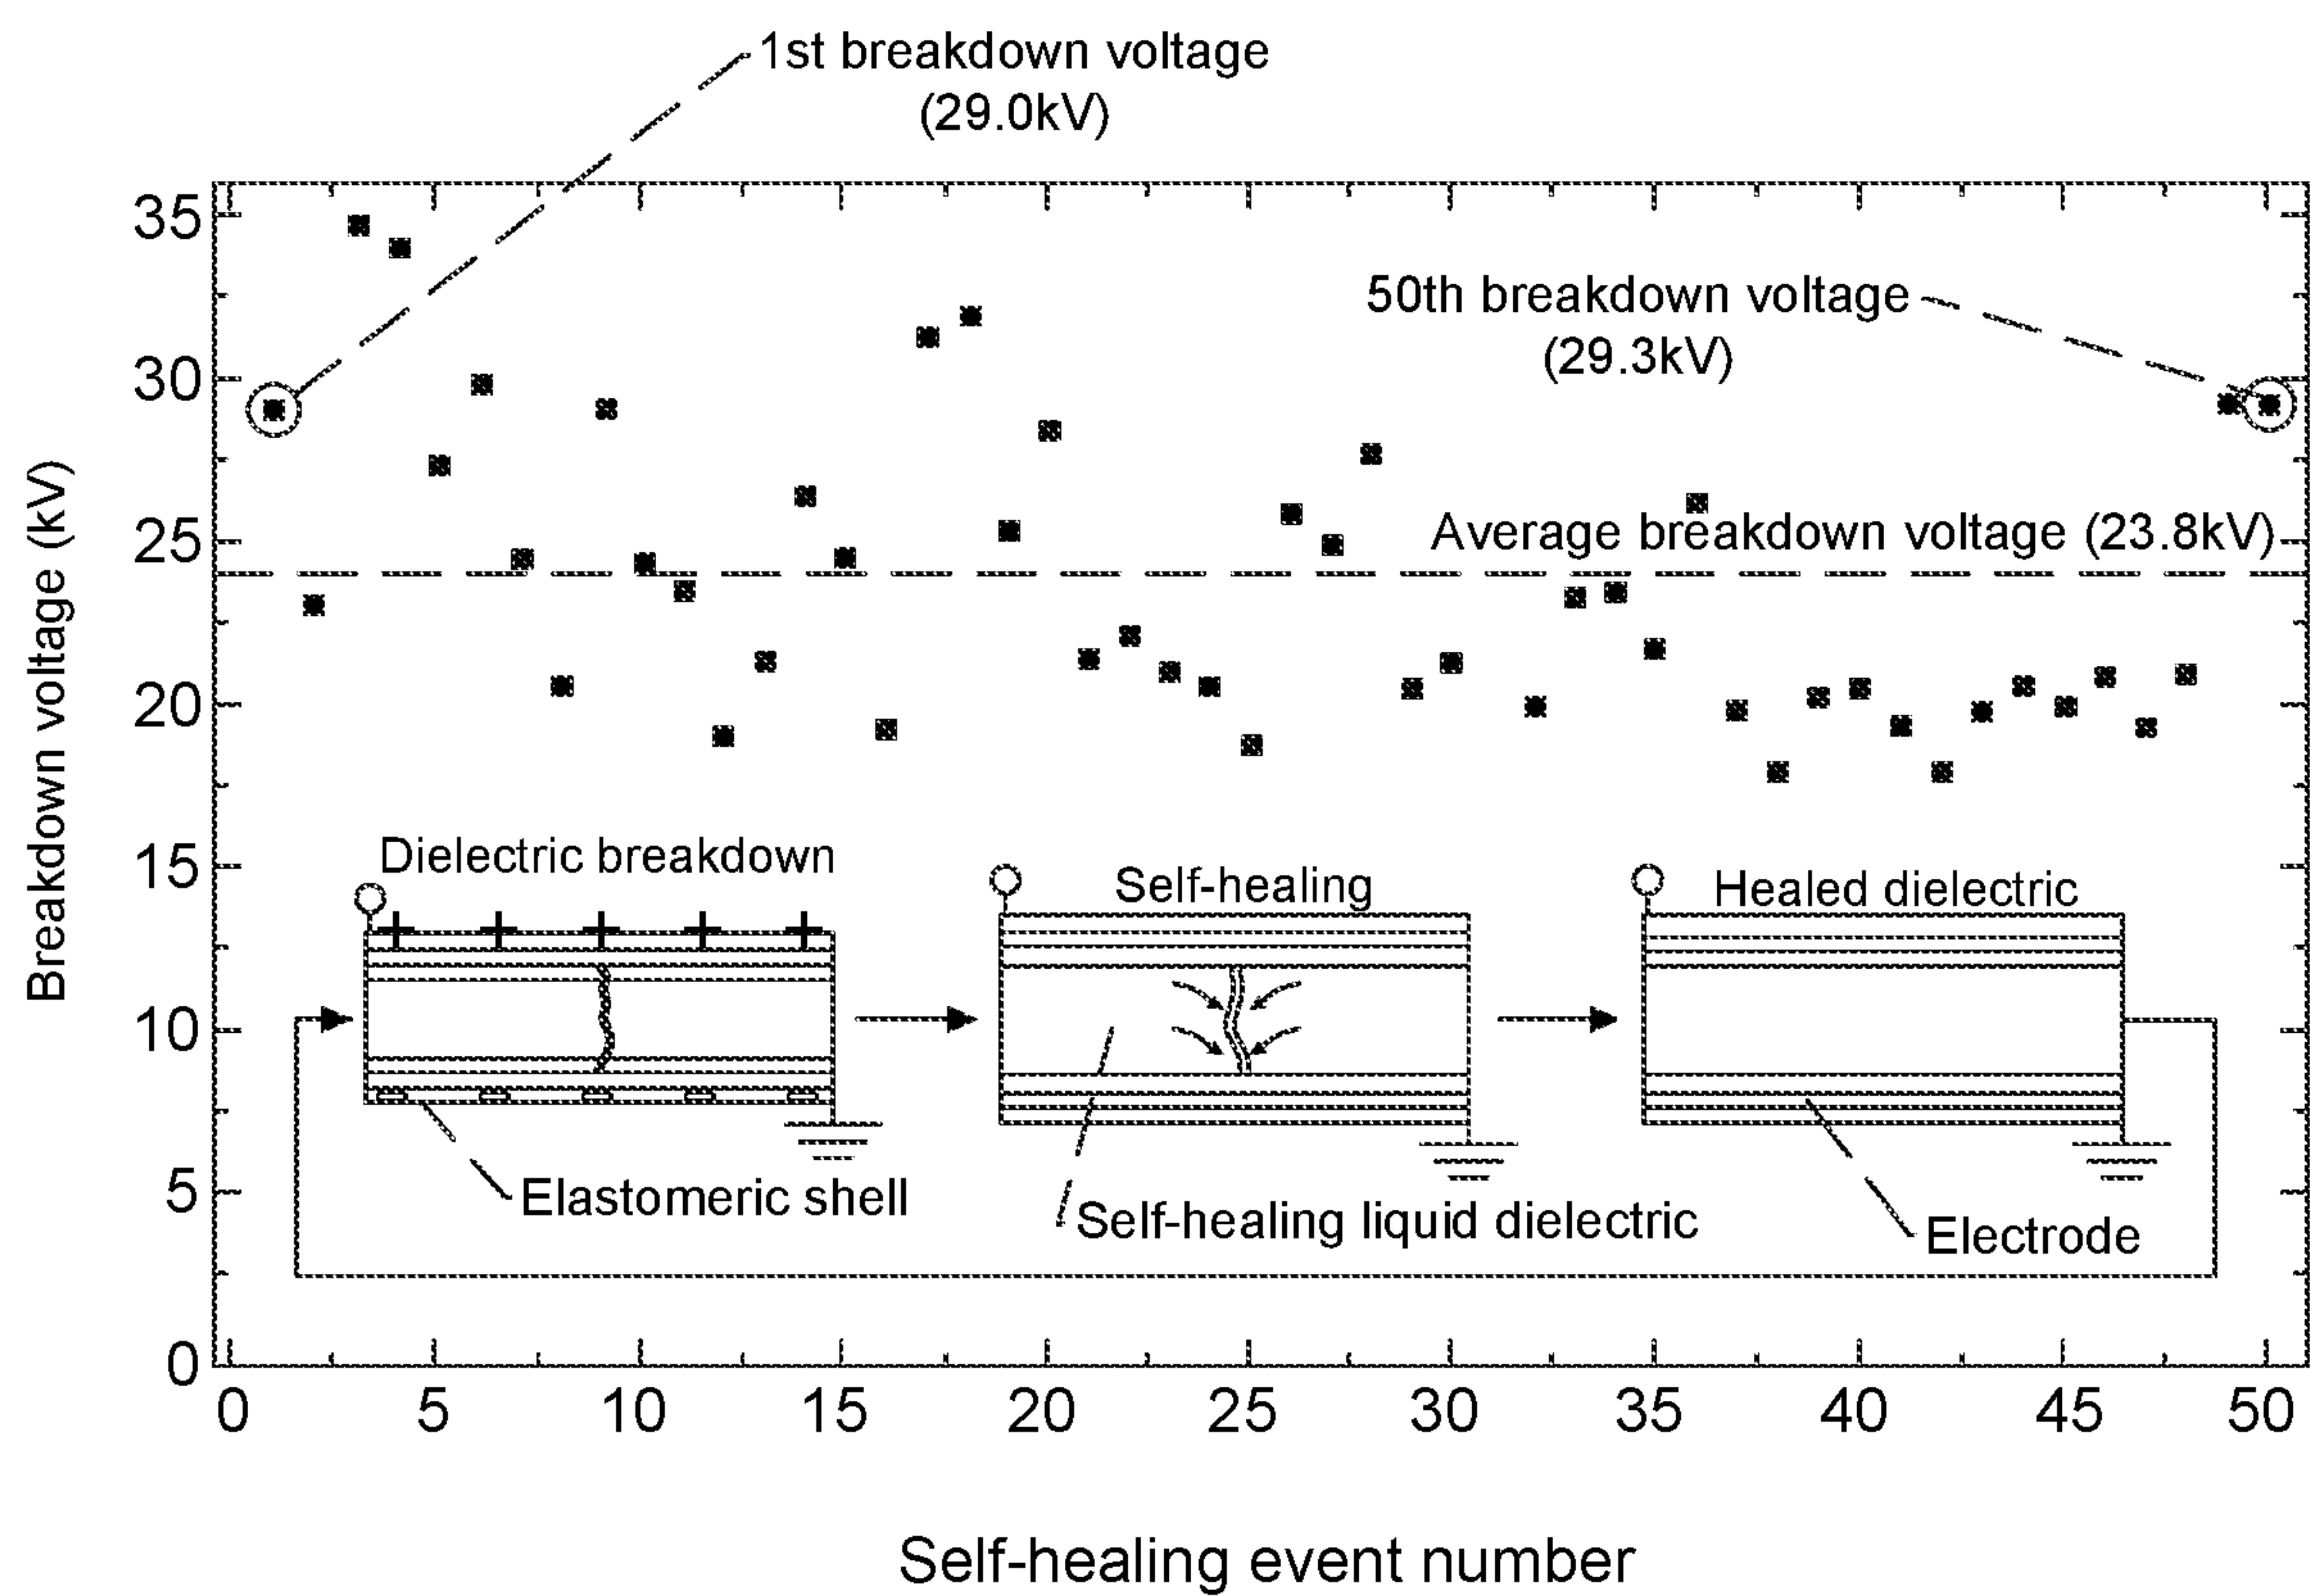 1st breakdown voltage
(29.0kV)
50th breakdown voltage
(29.3kV)
Average breakdown voltage (23.8kV)
Breakdown voltage (kV)
35
30
25
20
15
10
5
0
Dielectric breakdown
Self-healing
Healed dielectric
Elastomeric shell
Self-healing liquid dielectric
Electrode
0 5 10 15 20 25 30 35 40 45 50
Self-healing event number